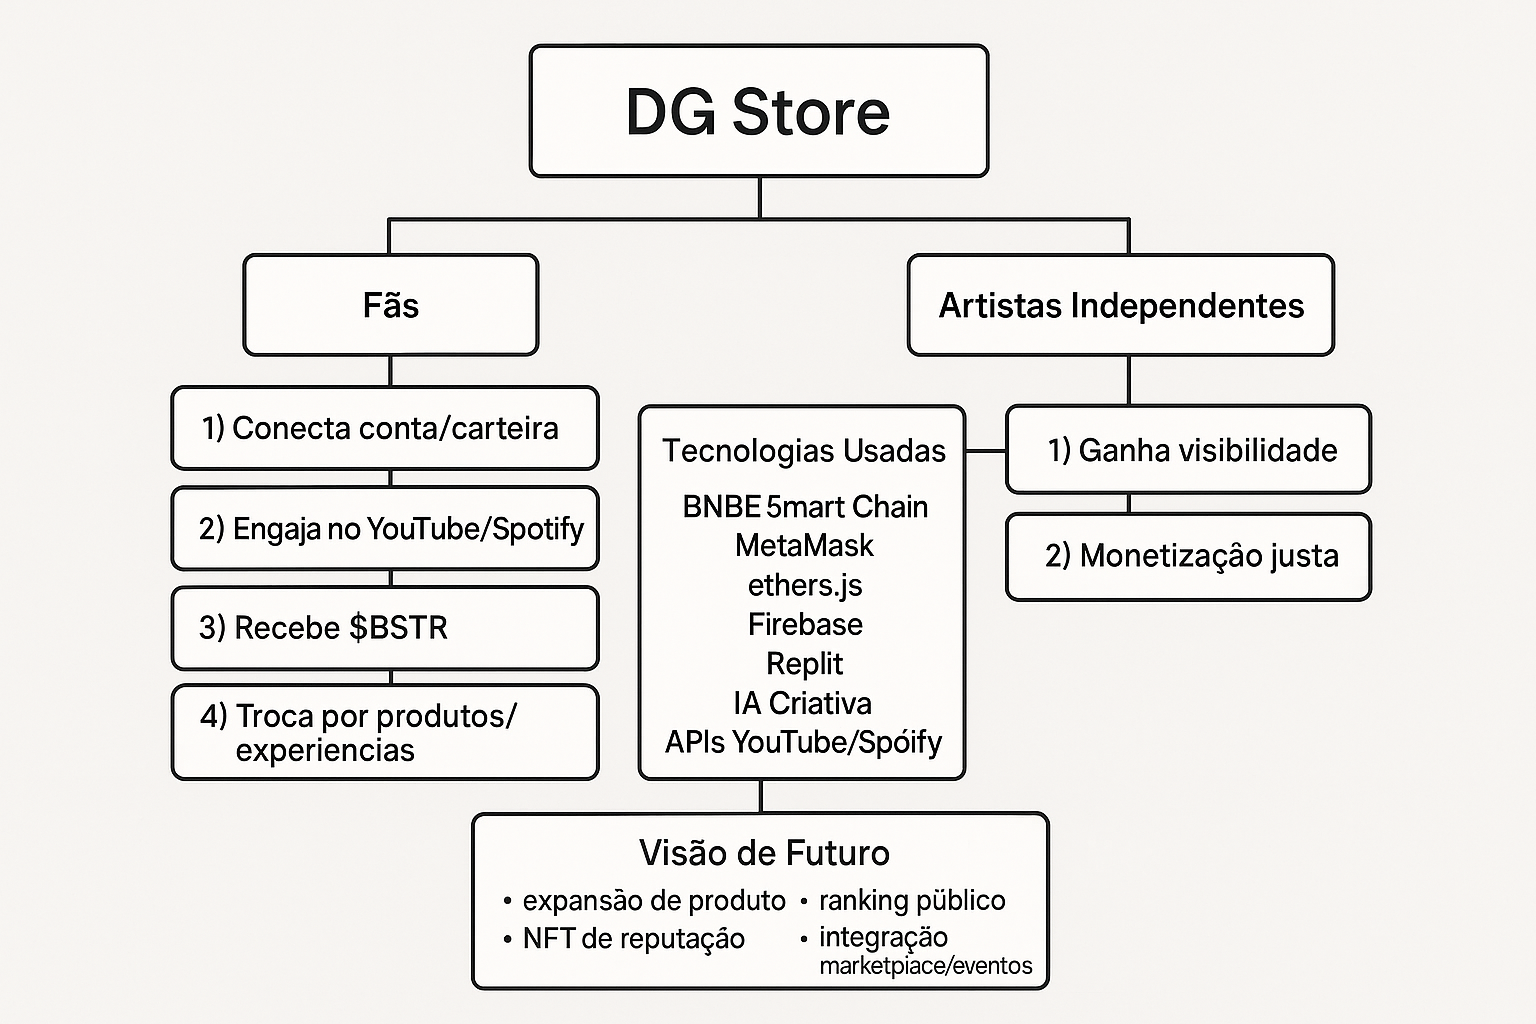 DG Store
Fãs
Artistas Independentes
1) Conecta conta/carteira
2) Engaja no YouTube/Spotify
3) Recebe $BSTR
4) Troca por produtos/
experiencias
Tecnologias Usadas
BNBE 5mart Chain
MetaMask
ethers.js
Firebase
Replit
IA Criativa
APIs YouTube/Spóify
1) Ganha visibilidade
2) Monetizaçâo justa
Visão de Futuro
• expansão de produto
• NFT de reputação
• ranking pūblico
• integração
marketpiace/eventos